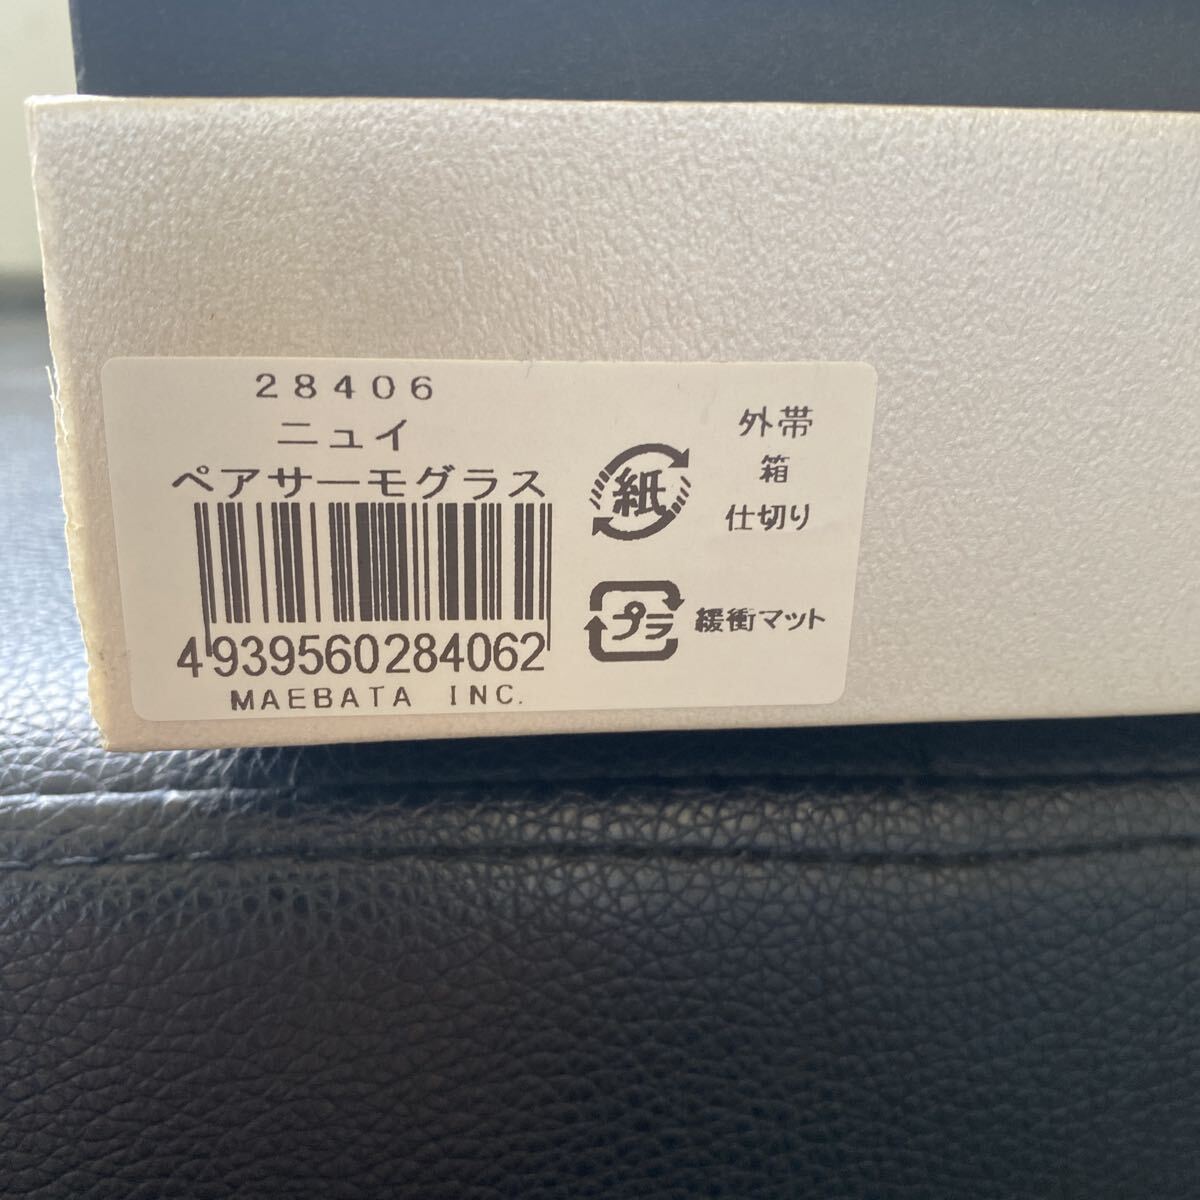 28406
ニュイ
ペアサーモグラス
4939560284062
MAEBATA INC.
紙
外帯
箱
仕切り
プラ
緩衝マット